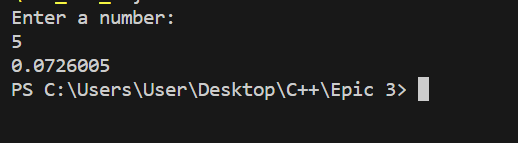 Enter a number:
5
0.0726005
PS C:\Users\User\Desktop\C++\Epic 3>